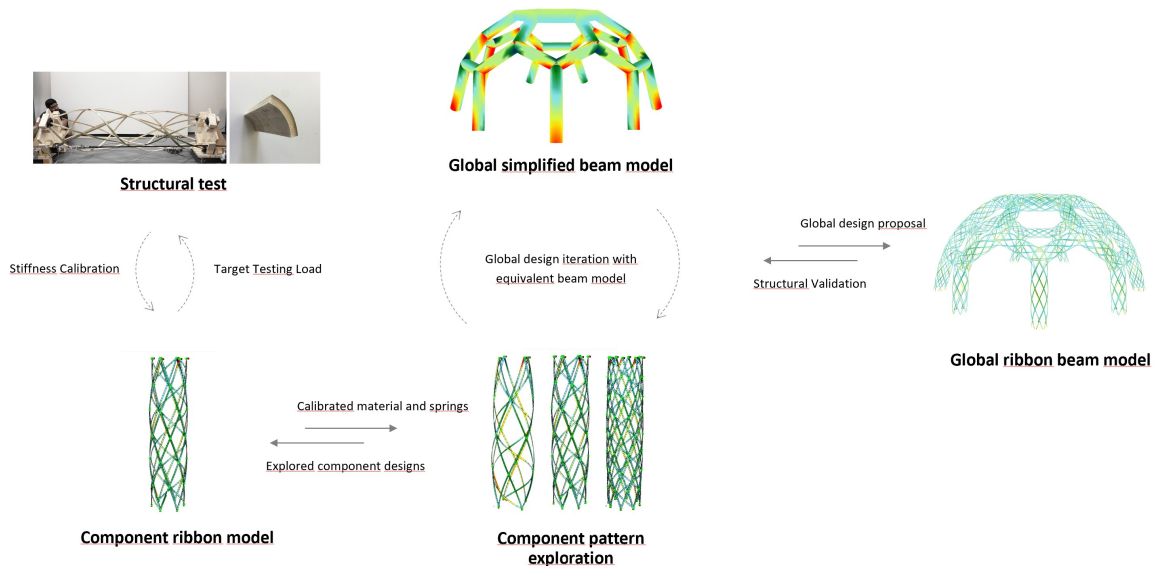 Global simplified beam model
Structural test
Global design proposal
Stiffness Calibration
Target Testing Load
Global design iteration with
equivalent beam model
Structural Validation
Global ribbon beam model
Calibrated material and springs
Explored component designs
Component ribbon model
Component pattern
exploration